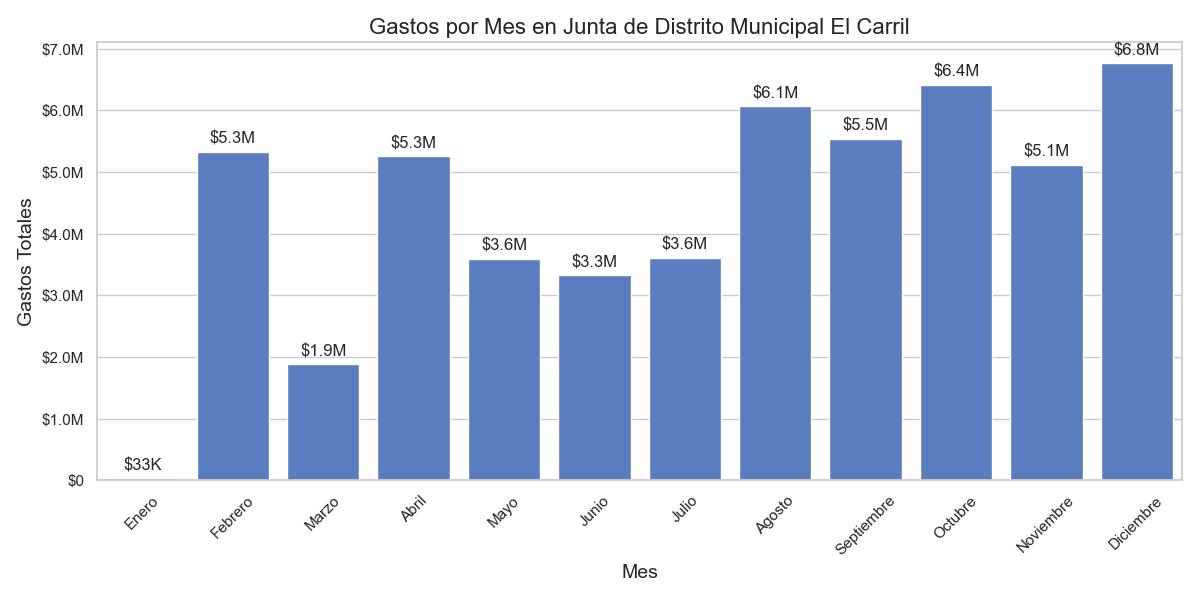 Gastos por Mes en Junta de Distrito Municipal El Carril
Gastos Totales
$7.0M
$6.0M
$5.0M
$4.0M
$3.0M
$2.0M
$1.0M
$0
$33K
$5.3M
$1.9M
$5.3M
$3.6M
$3.3M
$3.6M
$6.1M
$5.5M
$6.4M
$5.1M
$6.8M
Enero
Febrero
Marzo
Abril
Mayo
Junio
Julio
Agosto
Septiembre
Octubre
Noviembre
Diciembre
Mes